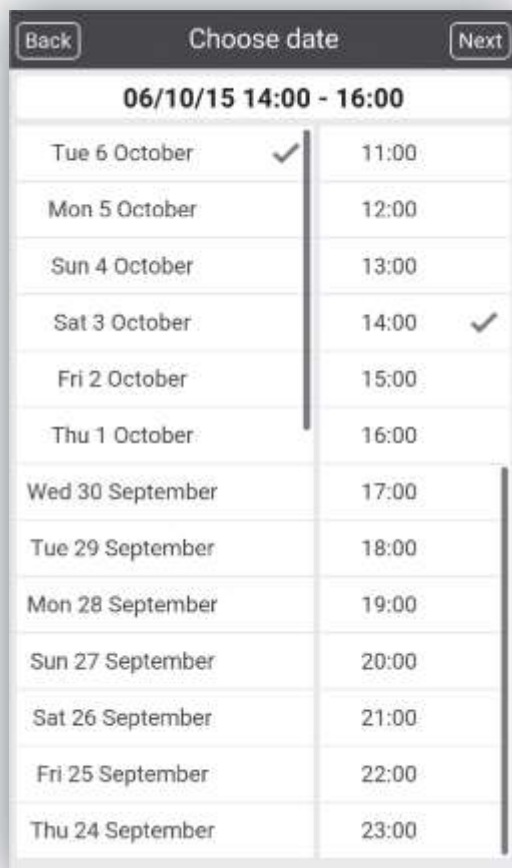 Back Choose date Next
06/10/15 14:00 - 16:00
Tue 6 October 11:00
Mon 5 October 12:00
Sun 4 October 13:00
Sat 3 October 14:00
Fri 2 October 15:00
Thu 1 October 16:00
Wed 30 September 17:00
Tue 29 September 18:00
Mon 28 September 19:00
Sun 27 September 20:00
Sat 26 September 21:00
Fri 25 September 22:00
Thu 24 September 23:00